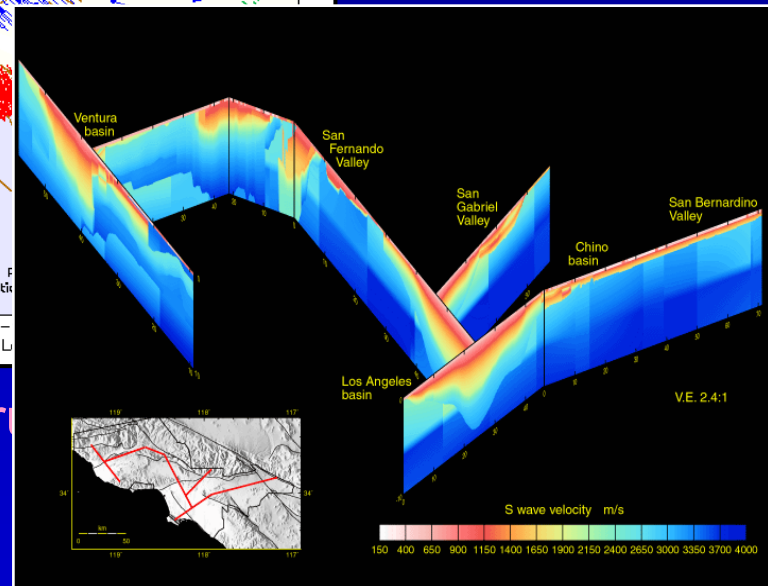 Ventura
basin
San
Fernando
Valley
San
Gabriel
Valley
San Bernardino
Valley
Chino
basin
Los Angeles
basin
V.E. 2.4:1
119˚ 118˚ 117˚
34˚ 34˚
km
0 50
119˚ 118˚ 117˚
S wave velocity m/s
150 400 650 900 1150 1400 1650 1900 2150 2400 2650 3000 3350 3700 4000